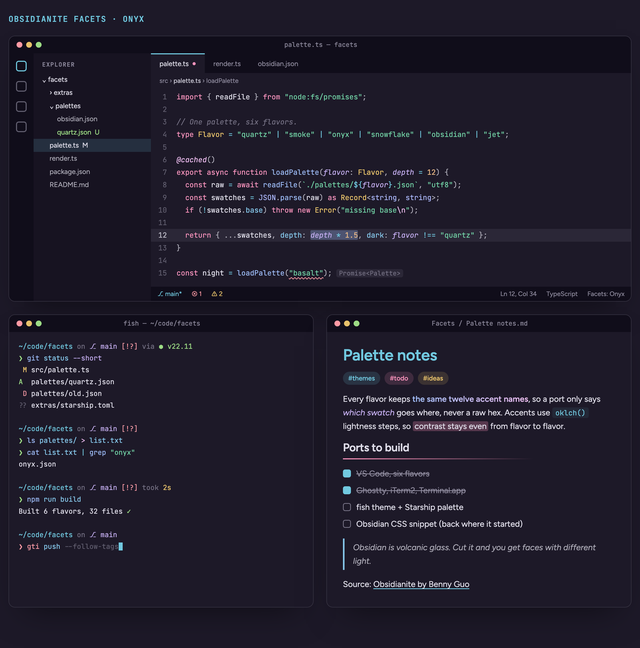 OBSIDIANITE FACETS · ONYX
palette.ts — facets
EXPLORER
⌄ facets
› extras
⌄ palettes
obsidian.json
quartz.json U
palette.ts M
render.ts
package.json
README.md
palette.ts ● render.ts obsidian.json
src › palette.ts › loadPalette
1 import { readFile } from "node:fs/promises";
2
3 // One palette, six flavors.
4 type Flavor = "quartz" | "smoke" | "onyx" | "snowflake" | "obsidian" | "jet";
5
6 @cached()
7 export async function loadPalette(flavor: Flavor, depth = 12) {
8 const raw = await readFile(`./palettes/${flavor}.json`, "utf8");
9 const swatches = JSON.parse(raw) as Record<string, string>;
10 if (!swatches.base) throw new Error("missing base\n");
11
12 return { ...swatches, depth: depth * 1.5, dark: flavor !== "quartz" };
13 }
14
15 const night = loadPalette("basalt"); Promise<Palette>
⎇ main* ⊗ 1 ⚠ 2 Ln 12, Col 34 TypeScript Facets: Onyx
fish — ~/code/facets
~/code/facets on ⎇ main [!?] via ● v22.11
❯ git status --short
M src/palette.ts
A palettes/quartz.json
D palettes/old.json
?? extras/starship.toml
~/code/facets on ⎇ main [!?]
❯ ls palettes/ > list.txt
❯ cat list.txt | grep "onyx"
onyx.json
~/code/facets on ⎇ main [!?] took 2s
❯ npm run build
Built 6 flavors, 32 files ✓
~/code/facets on ⎇ main
❯ gti push --follow-tags
Facets / Palette notes.md
Palette notes
#themes #todo #ideas
Every flavor keeps the same twelve accent names, so a port only says
which swatch goes where, never a raw hex. Accents use oklch()
lightness steps, so contrast stays even from flavor to flavor.
Ports to build
VS Code, six flavors
Ghostty, iTerm2, Terminal.app
fish theme + Starship palette
Obsidian CSS snippet (back where it started)
Obsidian is volcanic glass. Cut it and you get faces with different
light.
Source: Obsidianite by Benny Guo